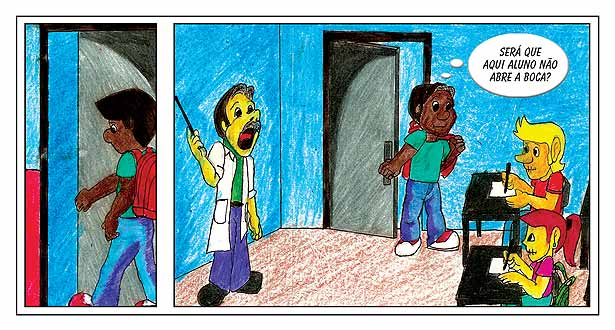 SERÁ QUE
AQUI ALUNO NÃO
ABRE A BOCA?